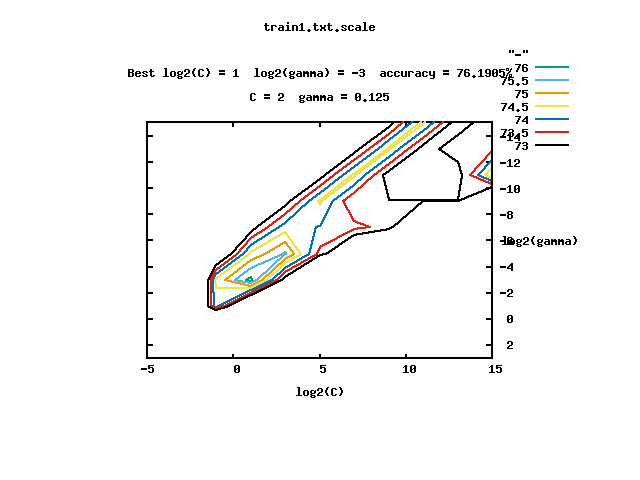 train1.txt.scale
"-"
Best log2(C) = 1 log2(gamma) = -3 accuracy = 76.1905%
C = 2 gamma = 0.125
76
75.5
75
74.5
74
73.5
73
-14
-12
-10
-8
-6
log2(gamma)
-4
-2
0
2
-5 0 5 10 15
log2(C)